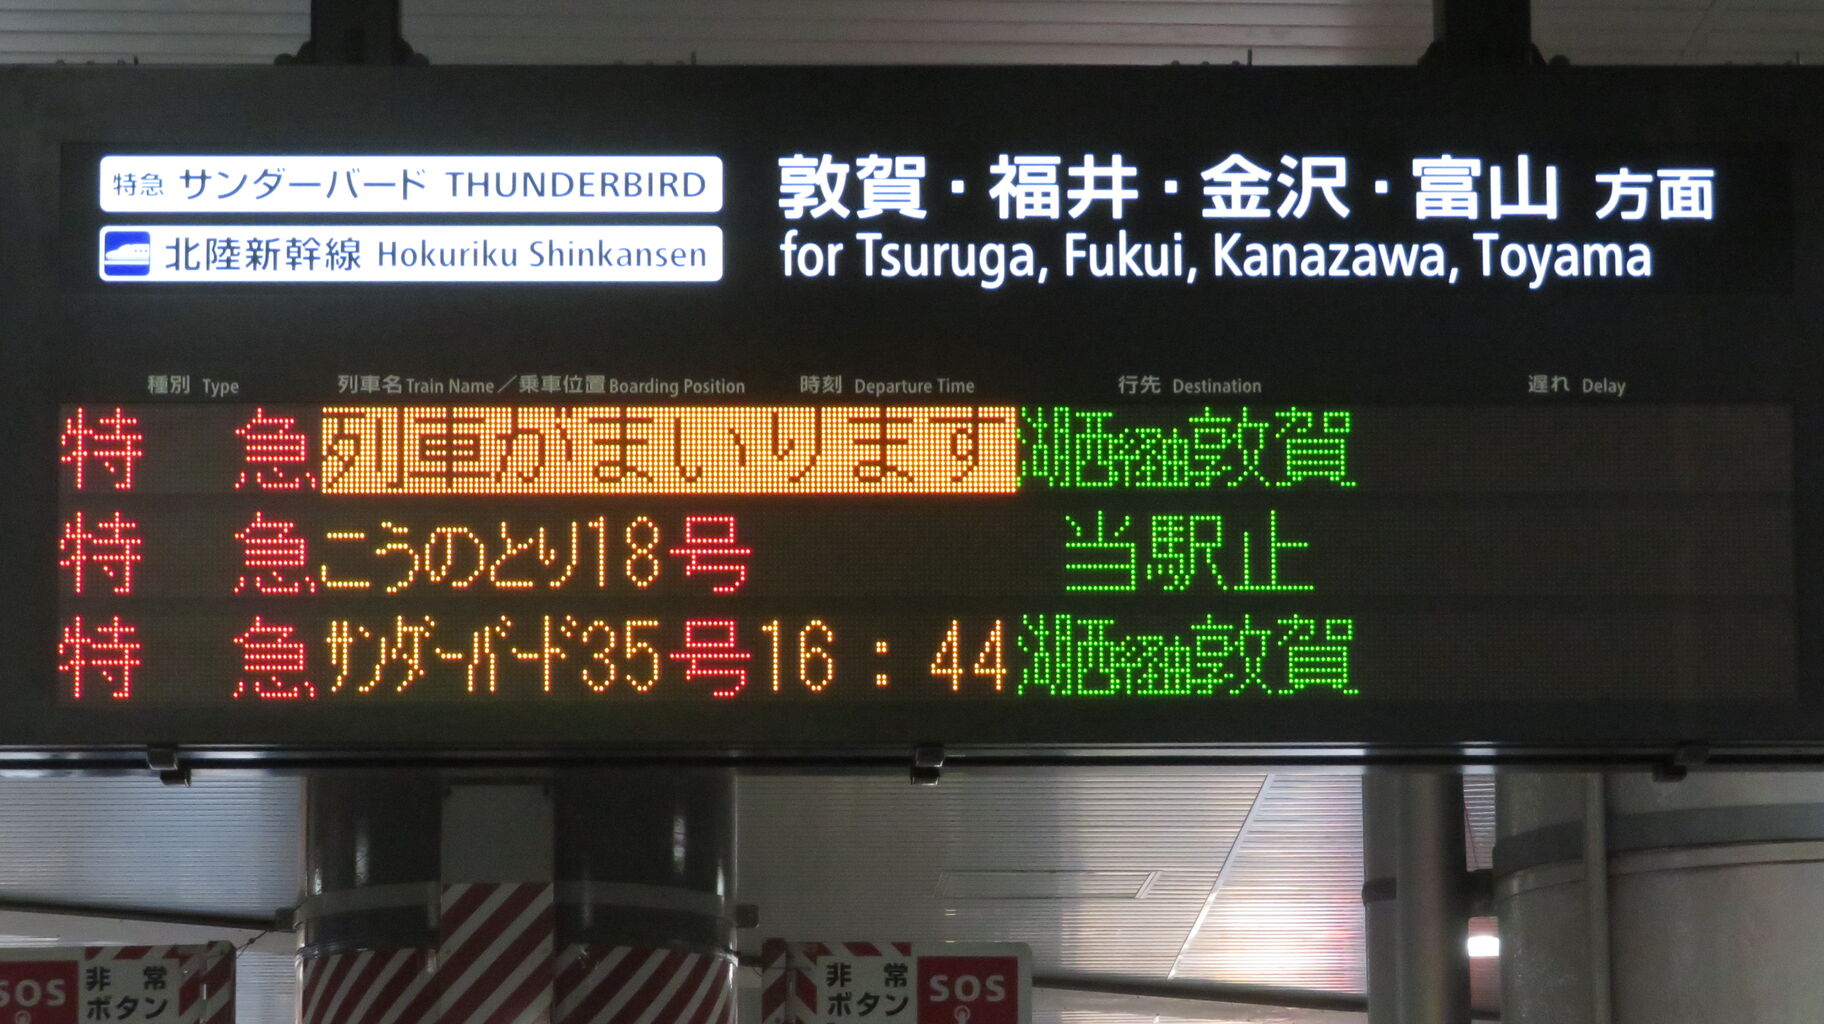 特急 サンダーバード THUNDERBIRD
北陸新幹線 Hokuriku Shinkansen
敦賀・福井・金沢・富山 方面
for Tsuruga, Fukui, Kanazawa, Toyama
種別 Type 列車名 Train Name／乗車位置 Boarding Position 時刻 Departure Time 行先 Destination 遅れ Delay
特 急 列車がまいります 湖西経由敦賀
特 急 こうのとり18号 当駅止
特 急 サンダーバード35号 16:44 湖西経由敦賀
SOS 非常
ボタン
非常
ボタン SOS